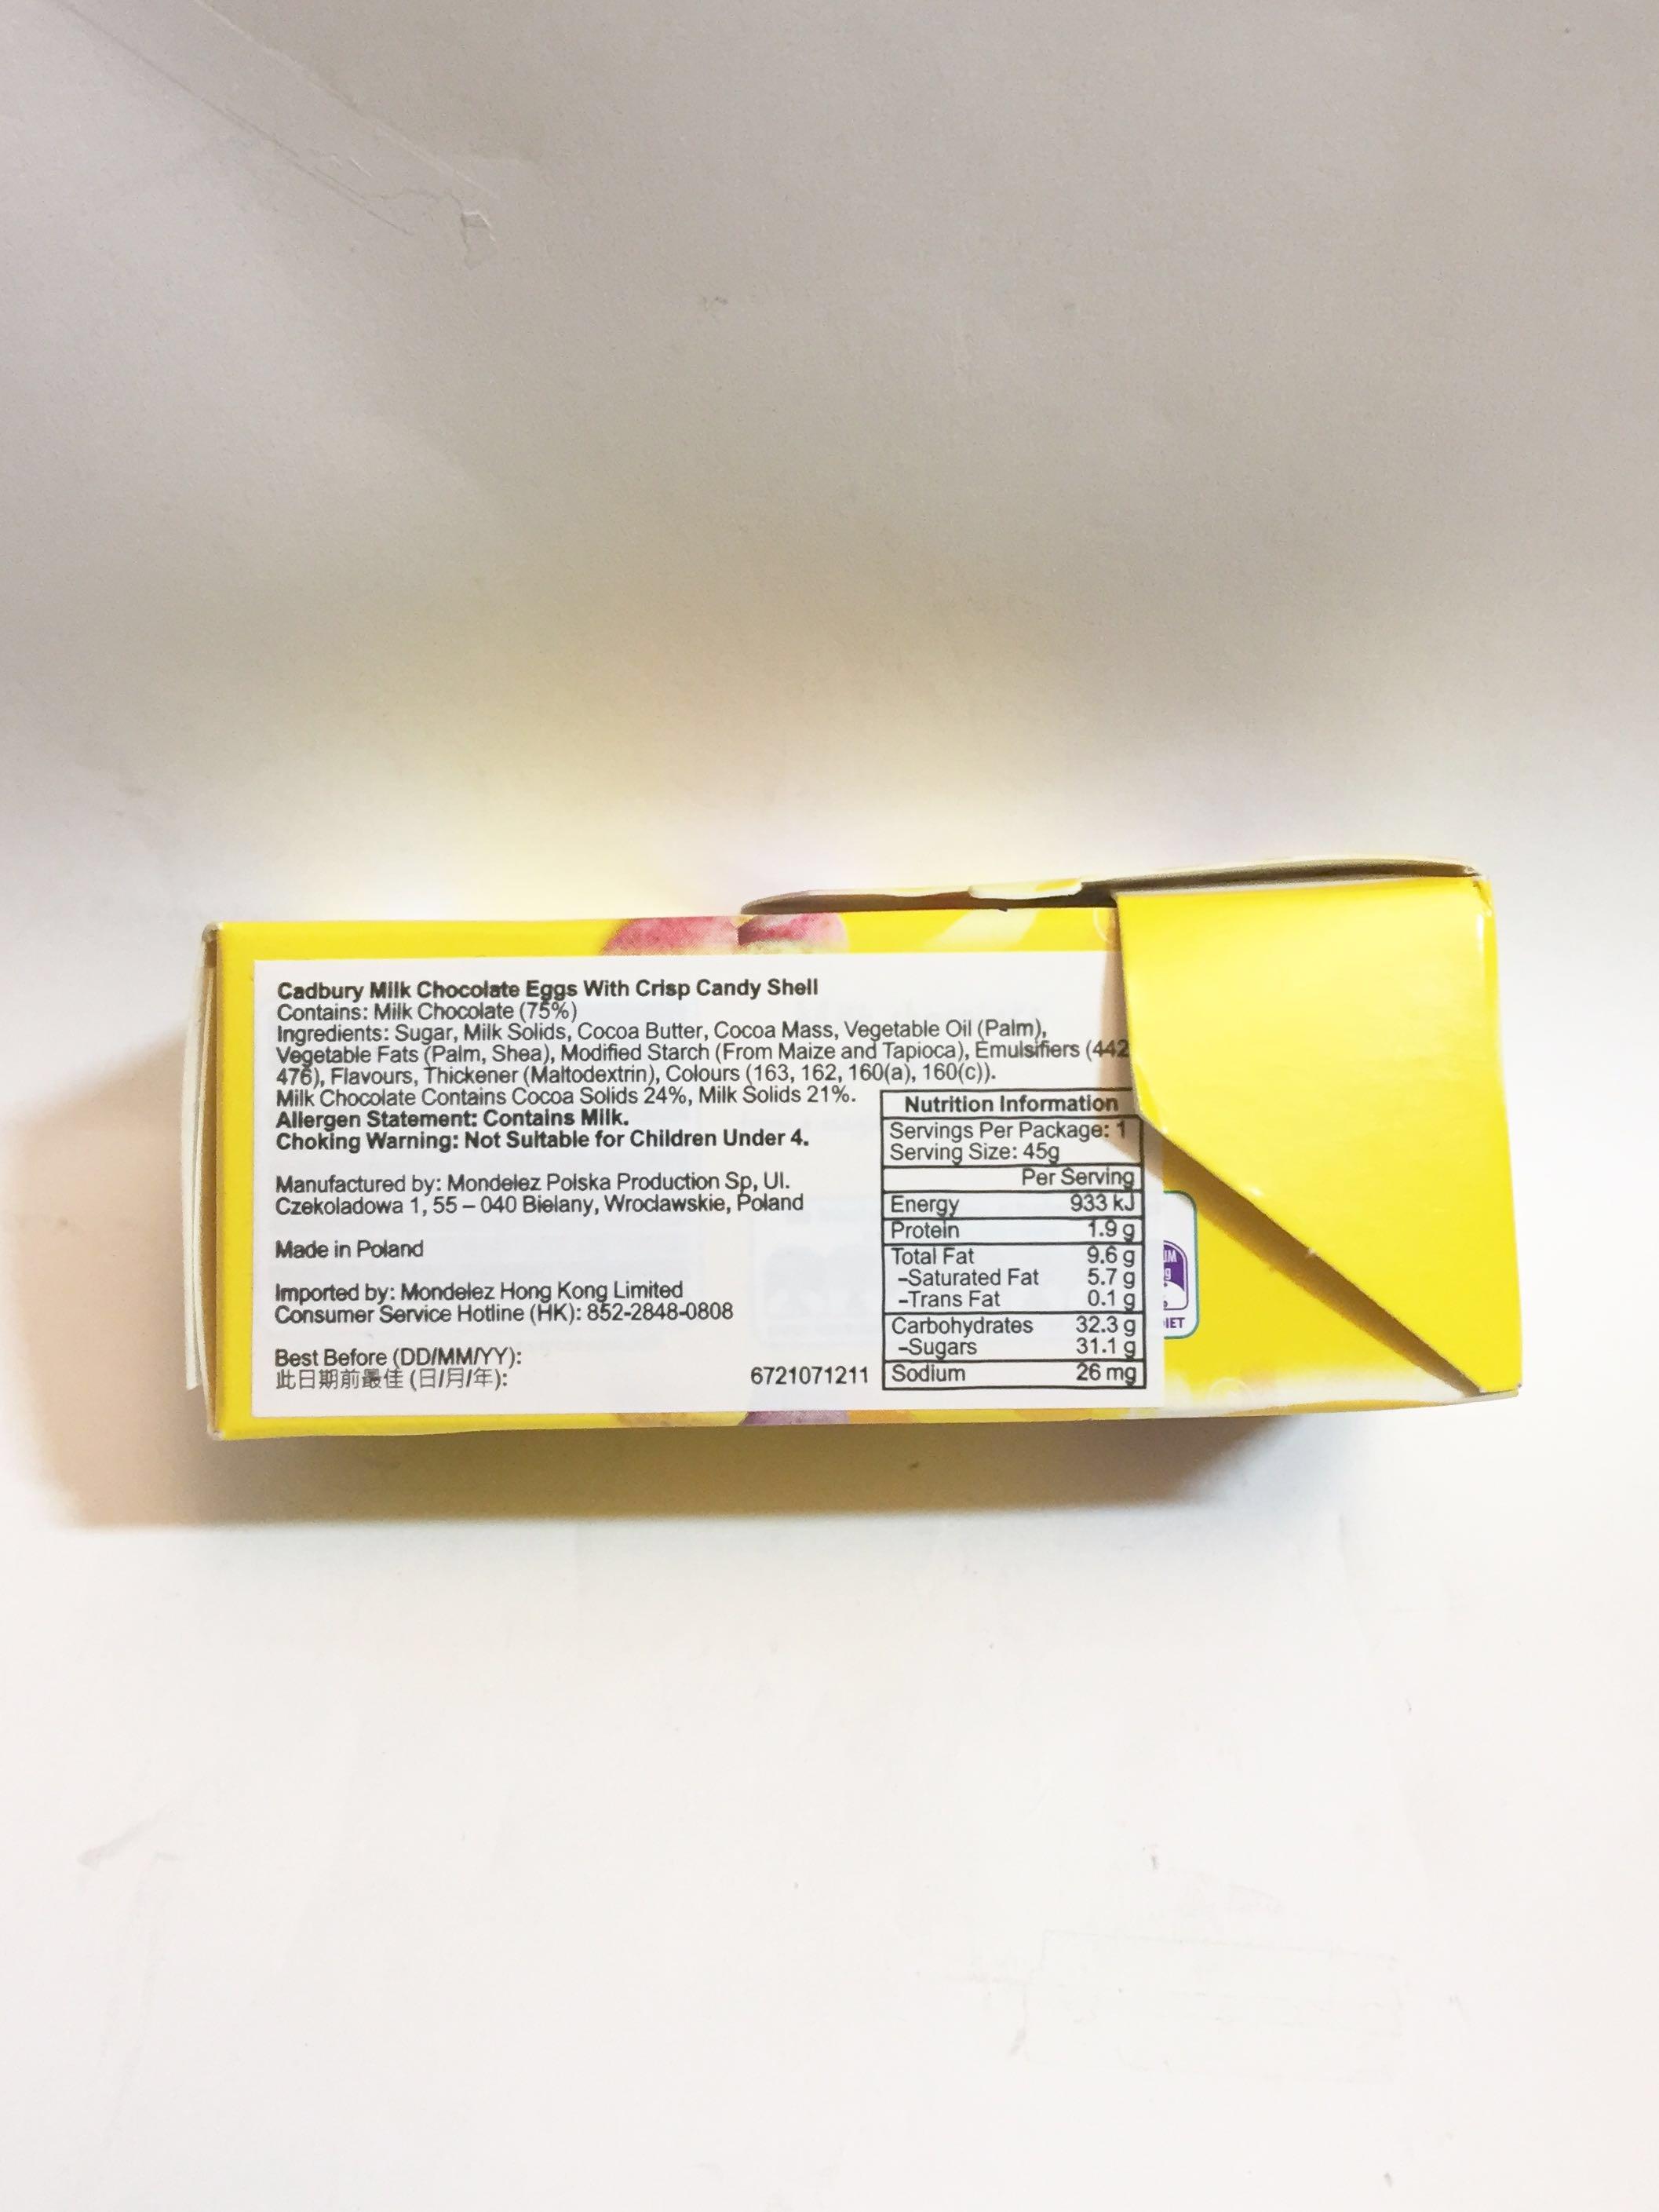 Cadbury Milk Chocolate Eggs With Crisp Candy Shell
Contains: Milk Chocolate (75%)
Ingredients: Sugar, Milk Solids, Cocoa Butter, Cocoa Mass, Vegetable Oil (Palm),
Vegetable Fats (Palm, Shea), Modified Starch (From Maize and Tapioca), Emulsifiers (442
476), Flavours, Thickener (Maltodextrin), Colours (163, 162, 160(a), 160(c)).
Milk Chocolate Contains Cocoa Solids 24%, Milk Solids 21%.
Allergen Statement: Contains Milk.
Choking Warning: Not Suitable for Children Under 4.
Manufactured by: Mondelez Polska Production Sp, Ul.
Czekoladowa 1, 55 – 040 Bielany, Wroclawskie, Poland
Made in Poland
Imported by: Mondelez Hong Kong Limited
Consumer Service Hotline (HK): 852-2848-0808
Best Before (DD/MM/YY):
此日期前最佳 (日/月/年):
6721071211
Nutrition Information
Servings Per Package: 1
Serving Size: 45g
Per Serving
Energy 933 kJ
Protein 1.9 g
Total Fat 9.6 g
-Saturated Fat 5.7 g
-Trans Fat 0.1 g
Carbohydrates 32.3 g
-Sugars 31.1 g
Sodium 26 mg